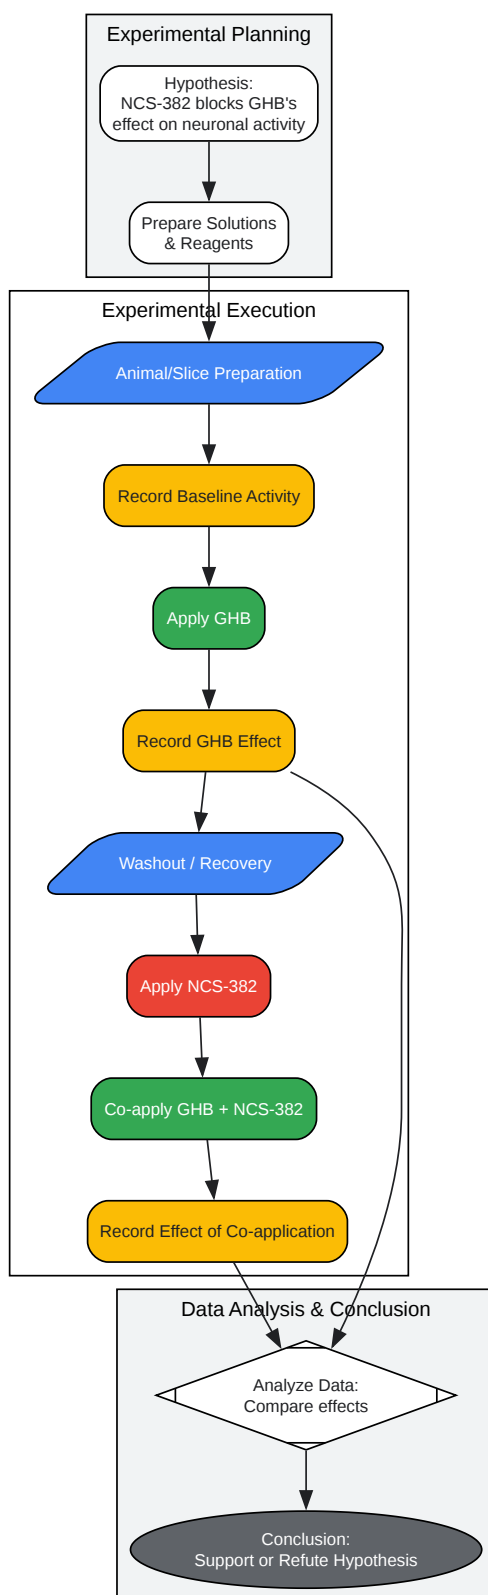 Experimental Planning
Hypothesis:
NCS-382 blocks GHB's
effect on neuronal activity
Prepare Solutions
& Reagents
Experimental Execution
Animal/Slice Preparation
Record Baseline Activity
Apply GHB
Record GHB Effect
Washout / Recovery
Apply NCS-382
Co-apply GHB + NCS-382
Record Effect of Co-application
Data Analysis & Conclusion
Analyze Data:
Compare effects
Conclusion:
Support or Refute Hypothesis